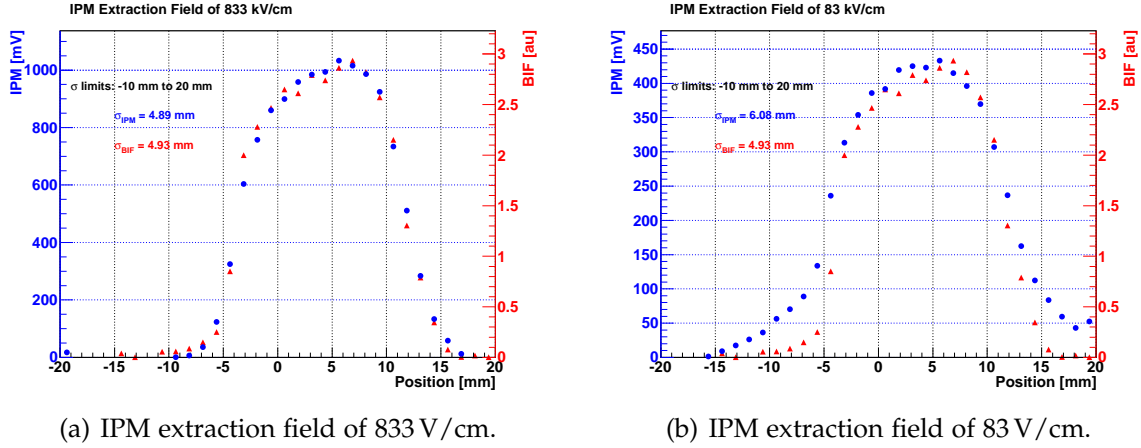 IPM Extraction Field of 833 kV/cm
IPM [mV]
BIF [au]
1000
800
600
400
200
0
3
2.5
2
1.5
1
0.5
0
σ limits: -10 mm to 20 mm
σIPM = 4.89 mm
σBIF = 4.93 mm
-20 -15 -10 -5 0 5 10 15 20
Position [mm]
(a) IPM extraction field of 833 V/cm.
IPM Extraction Field of 83 kV/cm
IPM [mV]
BIF [au]
450
400
350
300
250
200
150
100
50
0
3
2.5
2
1.5
1
0.5
0
σ limits: -10 mm to 20 mm
σIPM = 6.08 mm
σBIF = 4.93 mm
-20 -15 -10 -5 0 5 10 15 20
Position [mm]
(b) IPM extraction field of 83 V/cm.